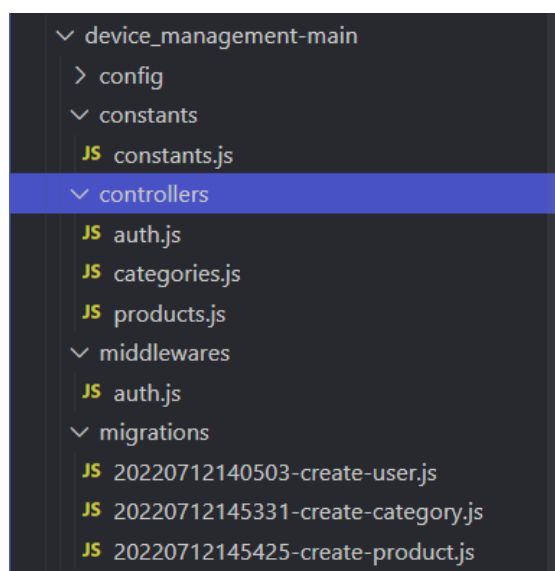 device_management-main
config
constants
JS constants.js
controllers
JS auth.js
JS categories.js
JS products.js
middlewares
JS auth.js
migrations
JS 20220712140503-create-user.js
JS 20220712145331-create-category.js
JS 20220712145425-create-product.js